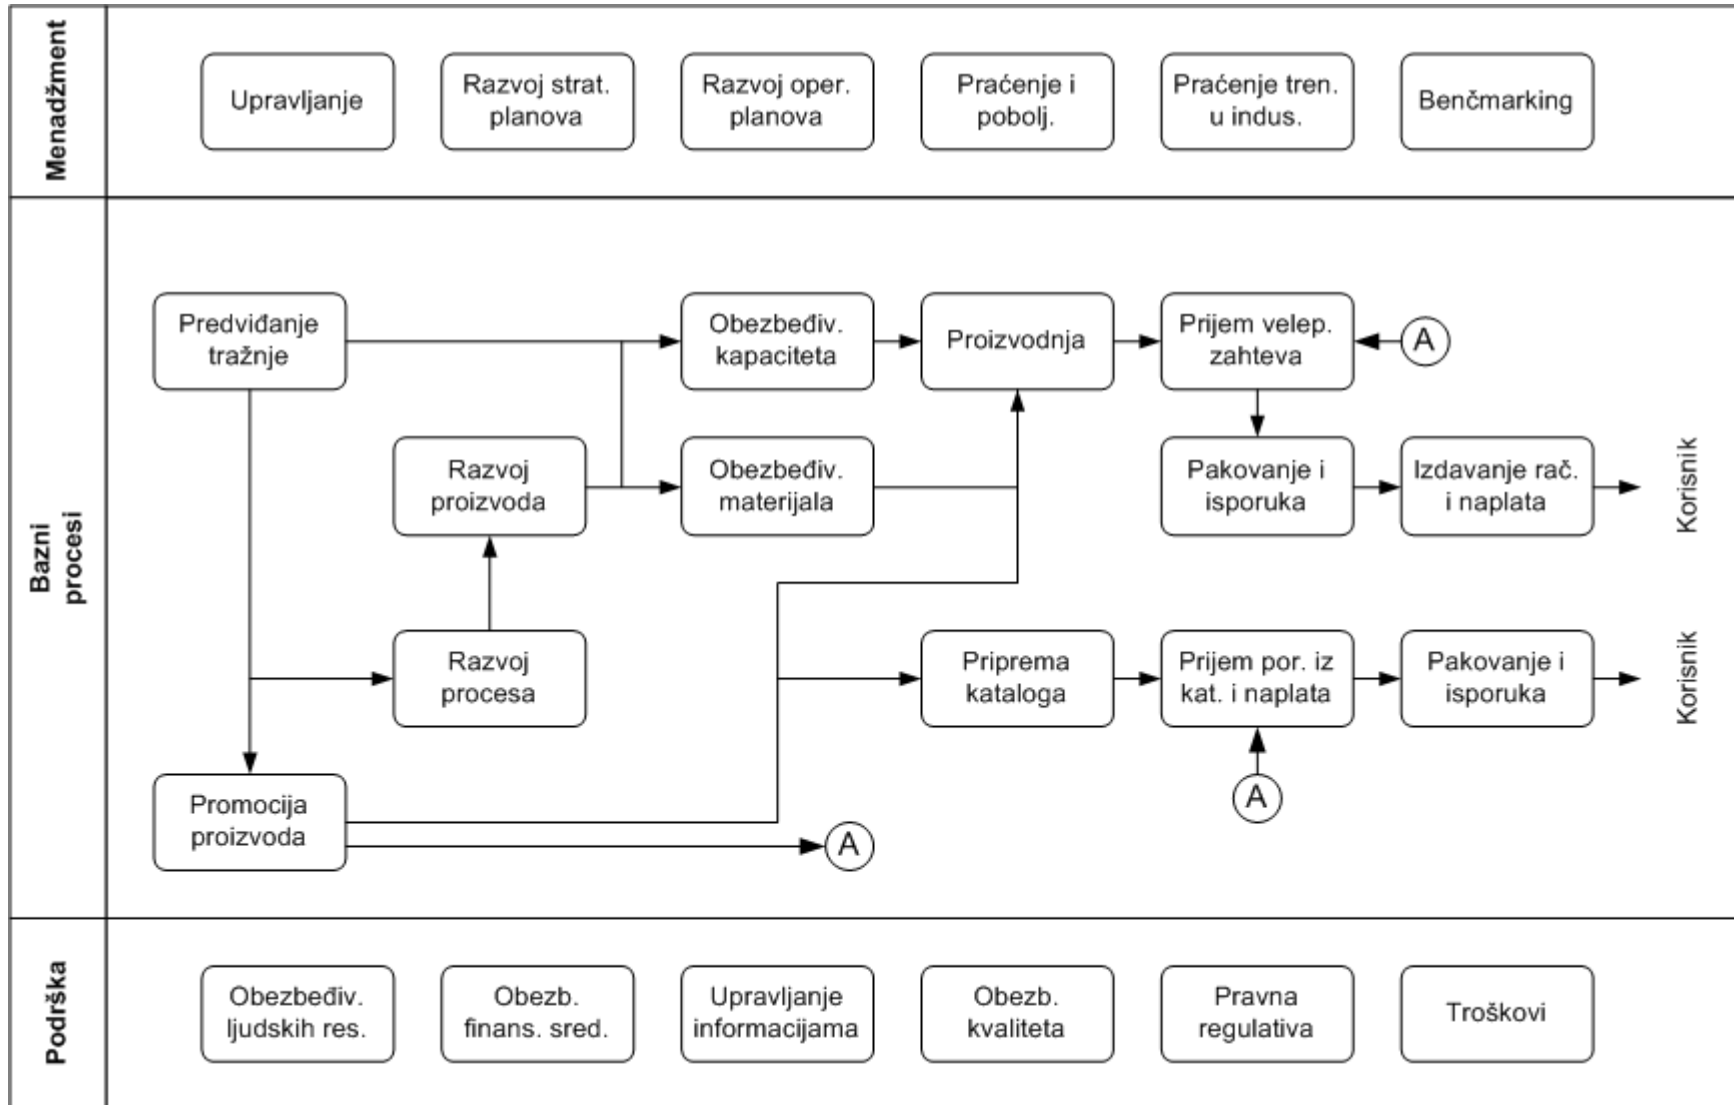 Menadžment
Upravljanje
Razvoj strat.
planova
Razvoj oper.
planova
Praćenje i
pobolj.
Praćenje tren.
u indus.
Benčmarking
Bazni
procesi
Predviđanje
tražnje
Obezbeđiv.
kapaciteta
Proizvodnja
Prijem velep.
zahteva
A
Razvoj
proizvoda
Obezbeđiv.
materijala
Pakovanje i
isporuka
Izdavanje rač.
i naplata
Korisnik
Razvoj
procesa
Priprema
kataloga
Prijem por. iz
kat. i naplata
Pakovanje i
isporuka
Korisnik
Promocija
proizvoda
A
A
Podrška
Obezbeđiv.
ljudskih res.
Obezb.
finans. sred.
Upravljanje
informacijama
Obezb.
kvaliteta
Pravna
regulativa
Troškovi